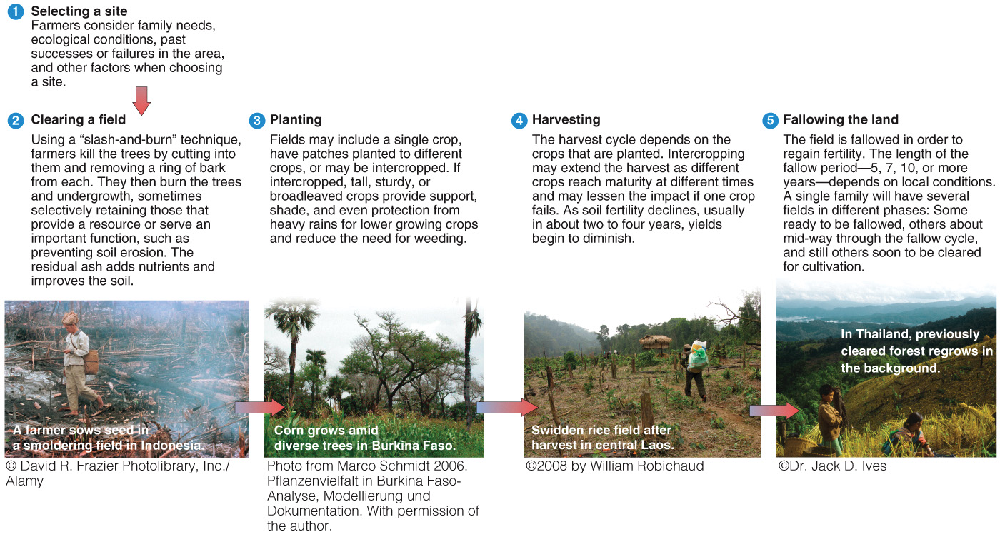 1 Selecting a site
Farmers consider family needs,
ecological conditions, past
successes or failures in the area,
and other factors when choosing
a site.
2 Clearing a field
Using a “slash-and-burn” technique,
farmers kill the trees by cutting into
them and removing a ring of bark
from each. They then burn the trees
and undergrowth, sometimes
selectively retaining those that
provide a resource or serve an
important function, such as
preventing soil erosion. The
residual ash adds nutrients and
improves the soil.
A farmer sows seed in
a smoldering field in Indonesia.
© David R. Frazier Photolibrary, Inc./
Alamy
3 Planting
Fields may include a single crop,
have patches planted to different
crops, or may be intercropped. If
intercropped, tall, sturdy, or
broadleaved crops provide support,
shade, and even protection from
heavy rains for lower growing crops
and reduce the need for weeding.
Corn grows amid
diverse trees in Burkina Faso.
Photo from Marco Schmidt 2006.
Pflanzenvielfalt in Burkina Faso-
Analyse, Modellierung und
Dokumentation. With permission of
the author.
4 Harvesting
The harvest cycle depends on the
crops that are planted. Intercropping
may extend the harvest as different
crops reach maturity at different times
and may lessen the impact if one crop
fails. As soil fertility declines, usually
in about two to four years, yields
begin to diminish.
Swidden rice field after
harvest in central Laos.
©2008 by William Robichaud
5 Fallowing the land
The field is fallowed in order to
regain fertility. The length of the
fallow period—5, 7, 10, or more
years—depends on local conditions.
A single family will have several
fields in different phases: Some
ready to be fallowed, others about
mid-way through the fallow cycle,
and still others soon to be cleared
for cultivation.
In Thailand, previously
cleared forest regrows in
the background.
©Dr. Jack D. Ives